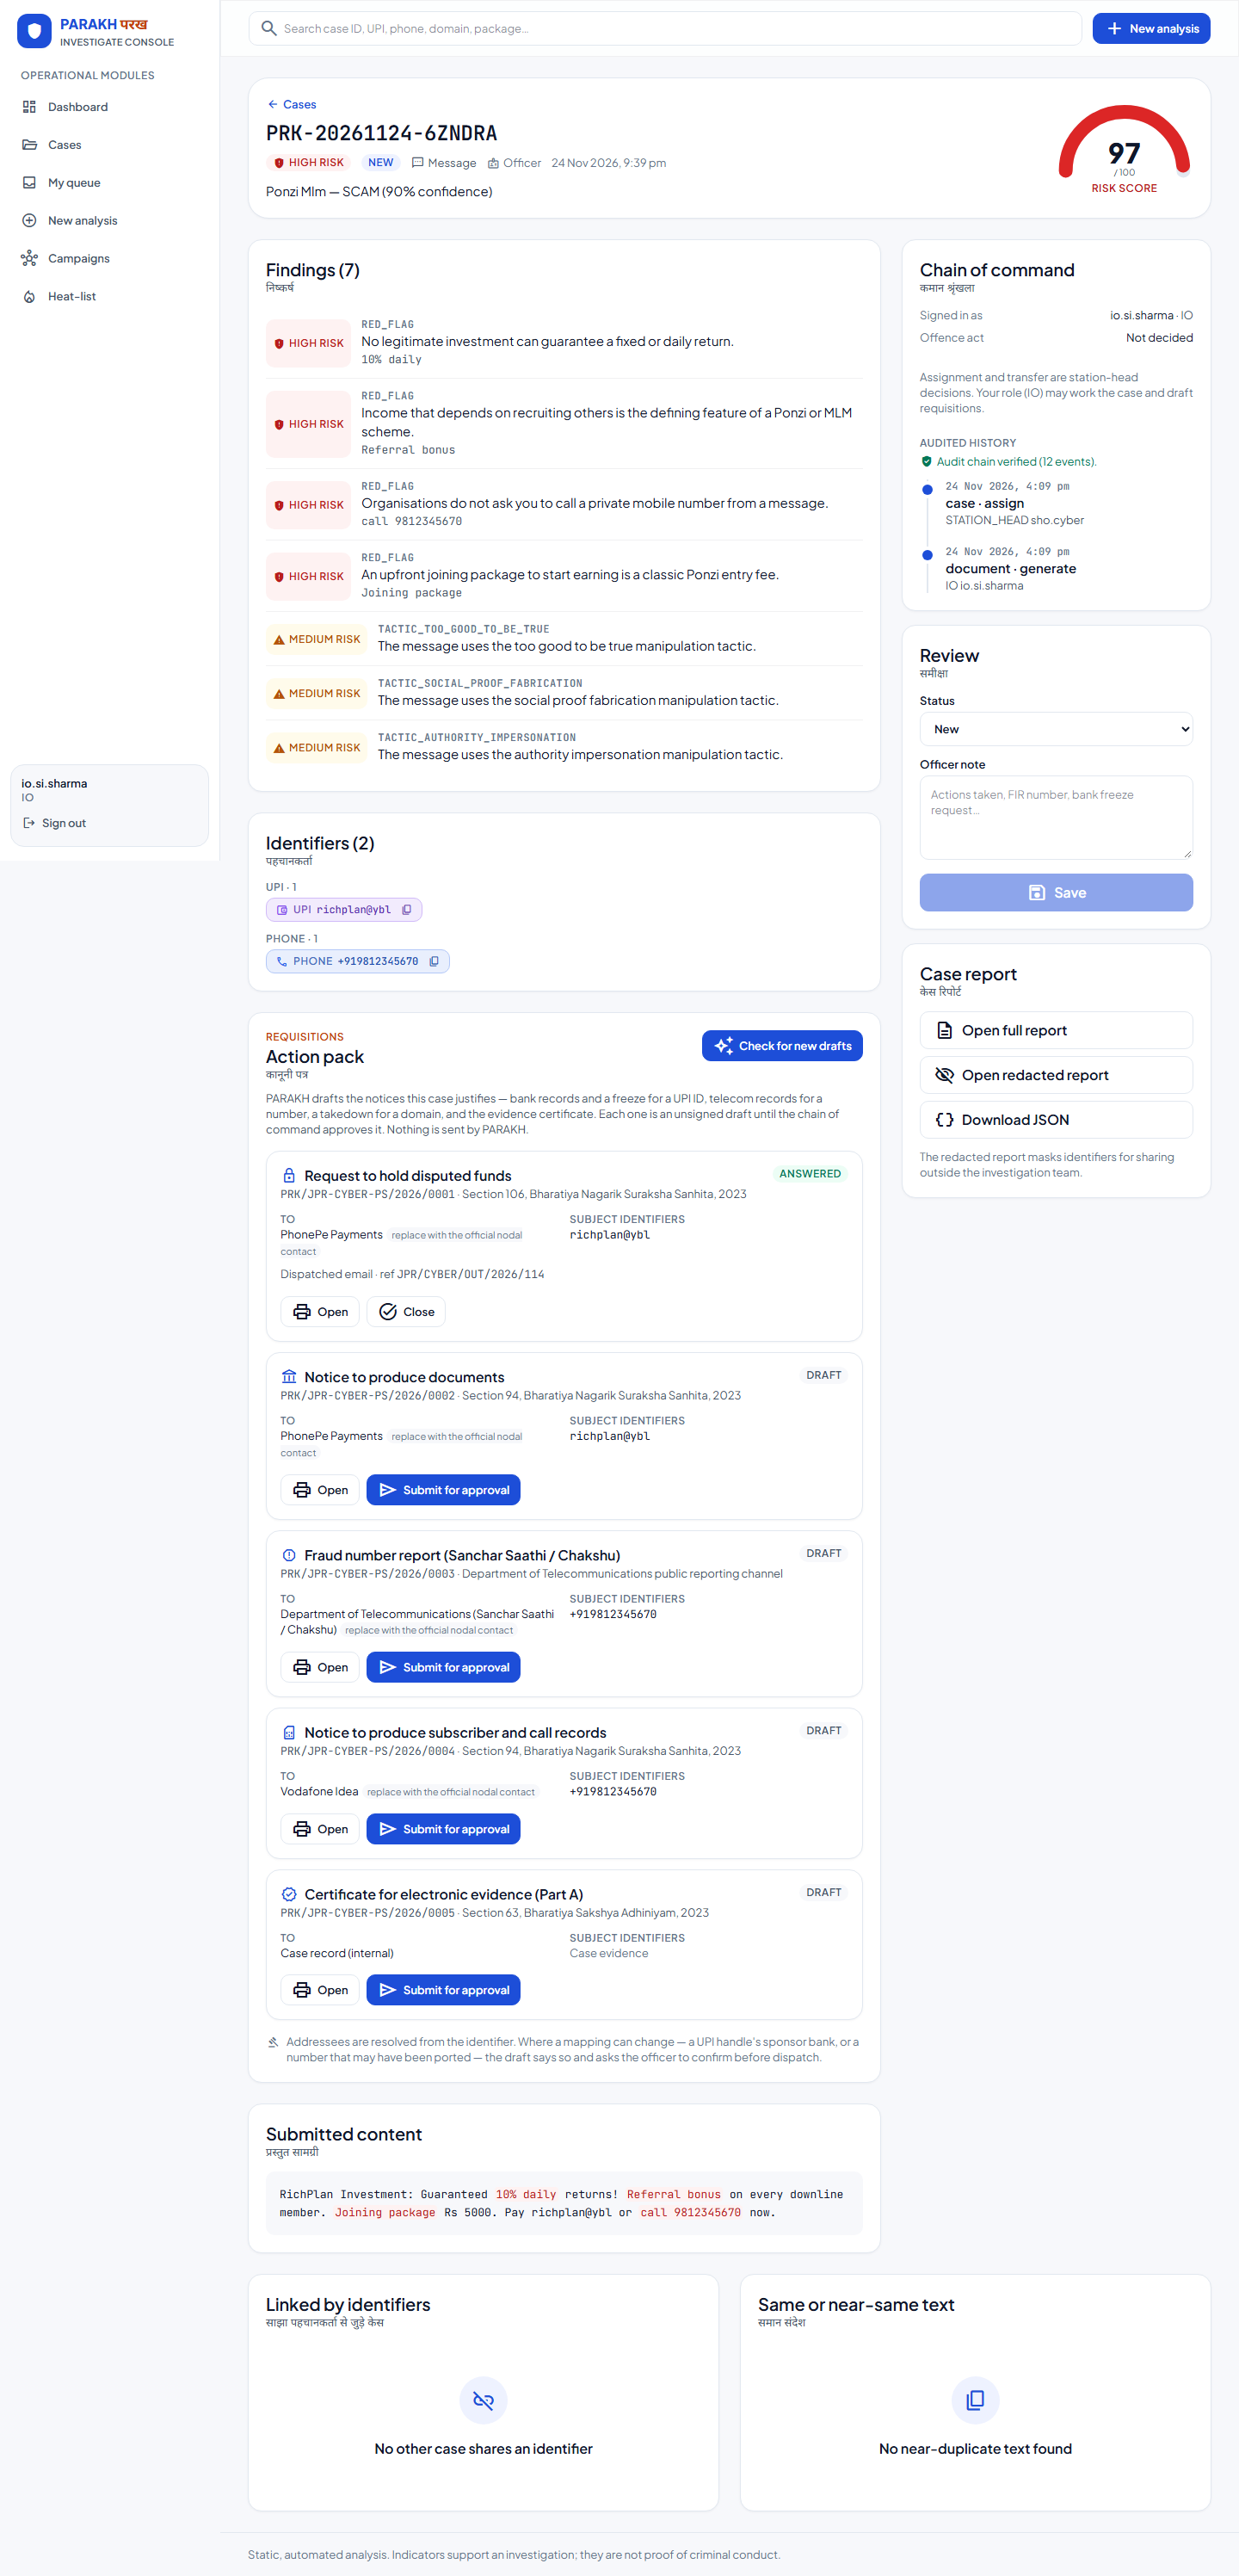 PARAKH परख
INVESTIGATE CONSOLE
OPERATIONAL MODULES
Dashboard
Cases
My queue
New analysis
Campaigns
Heat-list
io.si.sharma
IO
Sign out
Search case ID, UPI, phone, domain, package...
New analysis
Cases
PRK-20261124-6ZNDRA
HIGH RISK NEW Message Officer 24 Nov 2026, 9:39 pm
Ponzi Mlm — SCAM (90% confidence)
97
/ 100
RISK SCORE
Findings (7)
निष्कर्ष
HIGH RISK
RED_FLAG
No legitimate investment can guarantee a fixed or daily return.
10% daily
HIGH RISK
RED_FLAG
Income that depends on recruiting others is the defining feature of a Ponzi or MLM
scheme.
Referral bonus
HIGH RISK
RED_FLAG
Organisations do not ask you to call a private mobile number from a message.
call 9812345670
HIGH RISK
RED_FLAG
An upfront joining package to start earning is a classic Ponzi entry fee.
Joining package
MEDIUM RISK
TACTIC_TOO_GOOD_TO_BE_TRUE
The message uses the too good to be true manipulation tactic.
MEDIUM RISK
TACTIC_SOCIAL_PROOF_FABRICATION
The message uses the social proof fabrication manipulation tactic.
MEDIUM RISK
TACTIC_AUTHORITY_IMPERSONATION
The message uses the authority impersonation manipulation tactic.
Identifiers (2)
पहचानकर्ता
UPI · 1
UPI richplan@ybl
PHONE · 1
PHONE +919812345670
REQUISITIONS
Action pack
कानूनी पत्र
Check for new drafts
PARAKH drafts the notices this case justifies — bank records and a freeze for a UPI ID, telecom records for a
number, a takedown for a domain, and the evidence certificate. Each one is an unsigned draft until the chain of
command approves it. Nothing is sent by PARAKH.
Request to hold disputed funds
ANSWERED
PRK/JPR-CYBER-PS/2026/0001 · Section 106, Bharatiya Nagarik Suraksha Sanhita, 2023
TO
PhonePe Payments replace with the official nodal
contact
SUBJECT IDENTIFIERS
richplan@ybl
Dispatched email · ref JPR/CYBER/OUT/2026/114
Open
Close
Notice to produce documents
DRAFT
PRK/JPR-CYBER-PS/2026/0002 · Section 94, Bharatiya Nagarik Suraksha Sanhita, 2023
TO
PhonePe Payments replace with the official nodal
contact
SUBJECT IDENTIFIERS
richplan@ybl
Open
Submit for approval
Fraud number report (Sanchar Saathi / Chakshu)
DRAFT
PRK/JPR-CYBER-PS/2026/0003 · Department of Telecommunications public reporting channel
TO
Department of Telecommunications (Sanchar Saathi
/ Chakshu) replace with the official nodal contact
SUBJECT IDENTIFIERS
+919812345670
Open
Submit for approval
Notice to produce subscriber and call records
DRAFT
PRK/JPR-CYBER-PS/2026/0004 · Section 94, Bharatiya Nagarik Suraksha Sanhita, 2023
TO
Vodafone Idea replace with the official nodal contact
SUBJECT IDENTIFIERS
+919812345670
Open
Submit for approval
Certificate for electronic evidence (Part A)
DRAFT
PRK/JPR-CYBER-PS/2026/0005 · Section 63, Bharatiya Sakshya Adhiniyam, 2023
TO
Case record (internal)
SUBJECT IDENTIFIERS
Case evidence
Open
Submit for approval
Addressees are resolved from the identifier. Where a mapping can change — a UPI handle's sponsor bank, or a
number that may have been ported — the draft says so and asks the officer to confirm before dispatch.
Submitted content
प्रस्तुत सामग्री
RichPlan Investment: Guaranteed 10% daily returns! Referral bonus on every downline
member. Joining package Rs 5000. Pay richplan@ybl or call 9812345670 now.
Chain of command
कमान श्रृंखला
Signed in as io.si.sharma · IO
Offence act Not decided
Assignment and transfer are station-head
decisions. Your role (IO) may work the case and draft
requisitions.
AUDITED HISTORY
Audit chain verified (12 events).
24 Nov 2026, 4:09 pm
case · assign
STATION_HEAD sho.cyber
24 Nov 2026, 4:09 pm
document · generate
IO io.si.sharma
Review
समीक्षा
Status
New
Officer note
Actions taken, FIR number, bank freeze
request...
Save
Case report
केस रिपोर्ट
Open full report
Open redacted report
Download JSON
The redacted report masks identifiers for sharing
outside the investigation team.
Linked by identifiers
साझा पहचानकर्ता से जुड़े केस
No other case shares an identifier
Same or near-same text
समान संदेश
No near-duplicate text found
Static, automated analysis. Indicators support an investigation; they are not proof of criminal conduct.